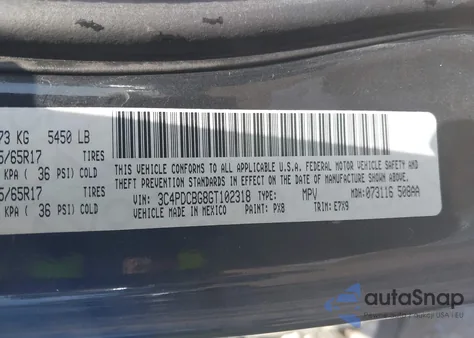 73 KG 5450 LB
5/65R17 TIRES
KPA ( 36 PSI) COLD
5/65R17 TIRES
KPA ( 36 PSI) COLD
THIS VEHICLE CONFORMS TO ALL APPLICABLE U.S.A. FEDERAL MOTOR
VEHICLE SAFETY, BUMPER, AND THEFT PREVENTION STANDARDS IN
EFFECT ON THE DATE OF MANUFACTURE SHOWN ABOVE.
VIN: 3C4PDCBG8GT102318 TYPE: MPV MDH: 073116 508AA
MADE IN MEXICO PAINT: PX8 TRIM: E7X9
autoSnap